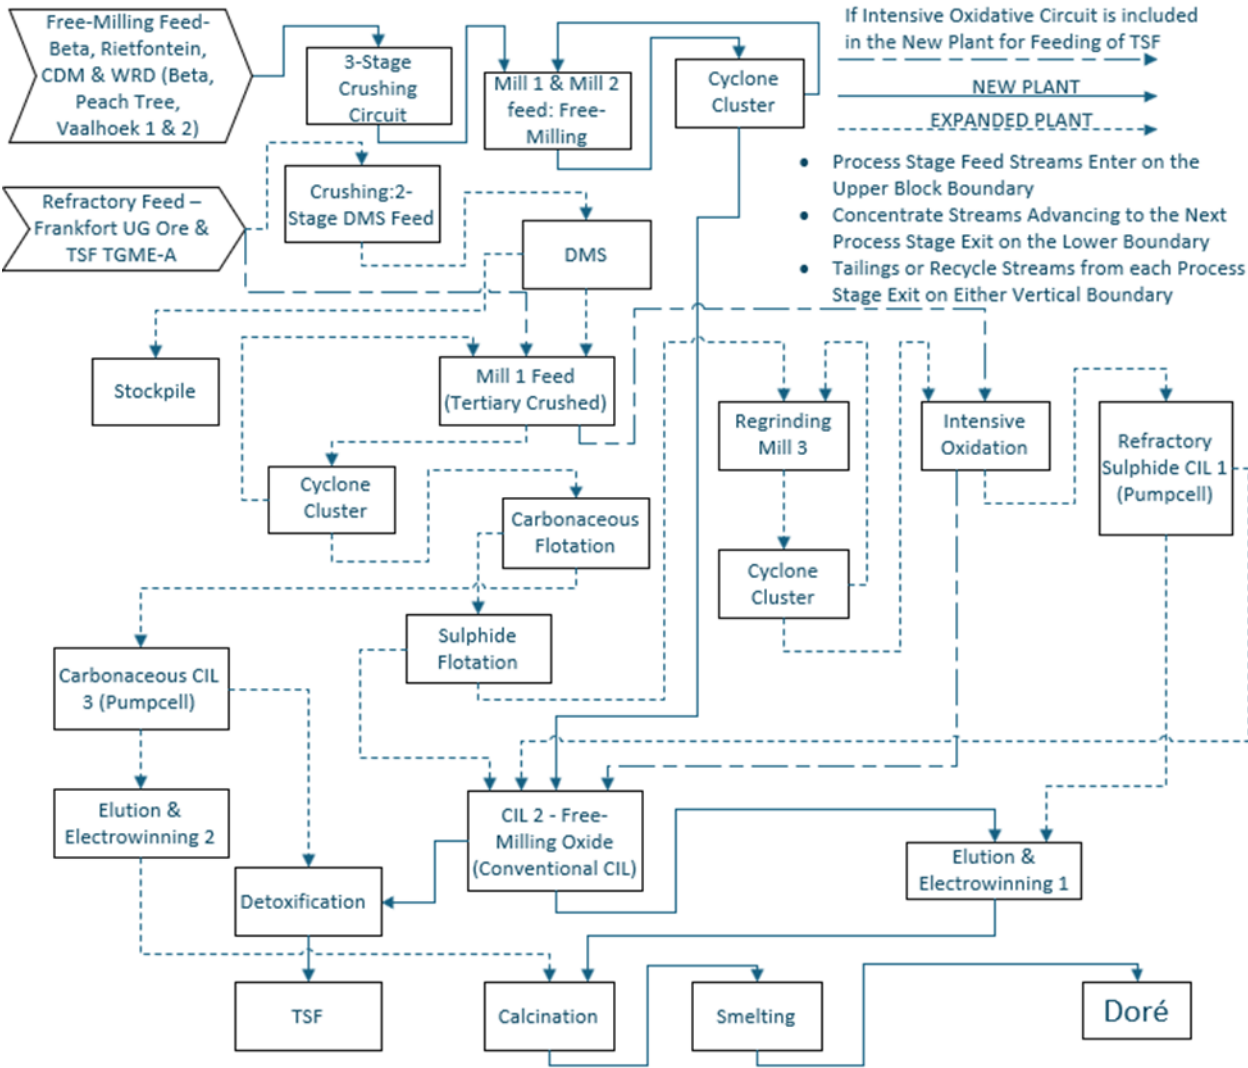 Free-Milling Feed-
Beta, Rietfontein,
CDM & WRD (Beta,
Peach Tree,
Vaalhoek 1 & 2)
3-Stage
Crushing
Circuit
Mill 1 & Mill 2
feed: Free-
Milling
Cyclone
Cluster
If Intensive Oxidative Circuit is included
in the New Plant for Feeding of TSF
NEW PLANT
EXPANDED PLANT
• Process Stage Feed Streams Enter on the
Upper Block Boundary
• Concentrate Streams Advancing to the Next
Process Stage Exit on the Lower Boundary
• Tailings or Recycle Streams from each Process
Stage Exit on Either Vertical Boundary
Refractory Feed –
Frankfort UG Ore &
TSF TGME-A
Crushing:2-
Stage DMS Feed
DMS
Stockpile
Mill 1 Feed
(Tertiary Crushed)
Regrinding
Mill 3
Intensive
Oxidation
Refractory
Sulphide CIL 1
(Pumpcell)
Cyclone
Cluster
Carbonaceous
Flotation
Cyclone
Cluster
Sulphide
Flotation
Carbonaceous CIL
3 (Pumpcell)
Elution &
Electrowinning 2
CIL 2 - Free-
Milling Oxide
(Conventional CIL)
Elution &
Electrowinning 1
Detoxification
TSF
Calcination
Smelting
Doré